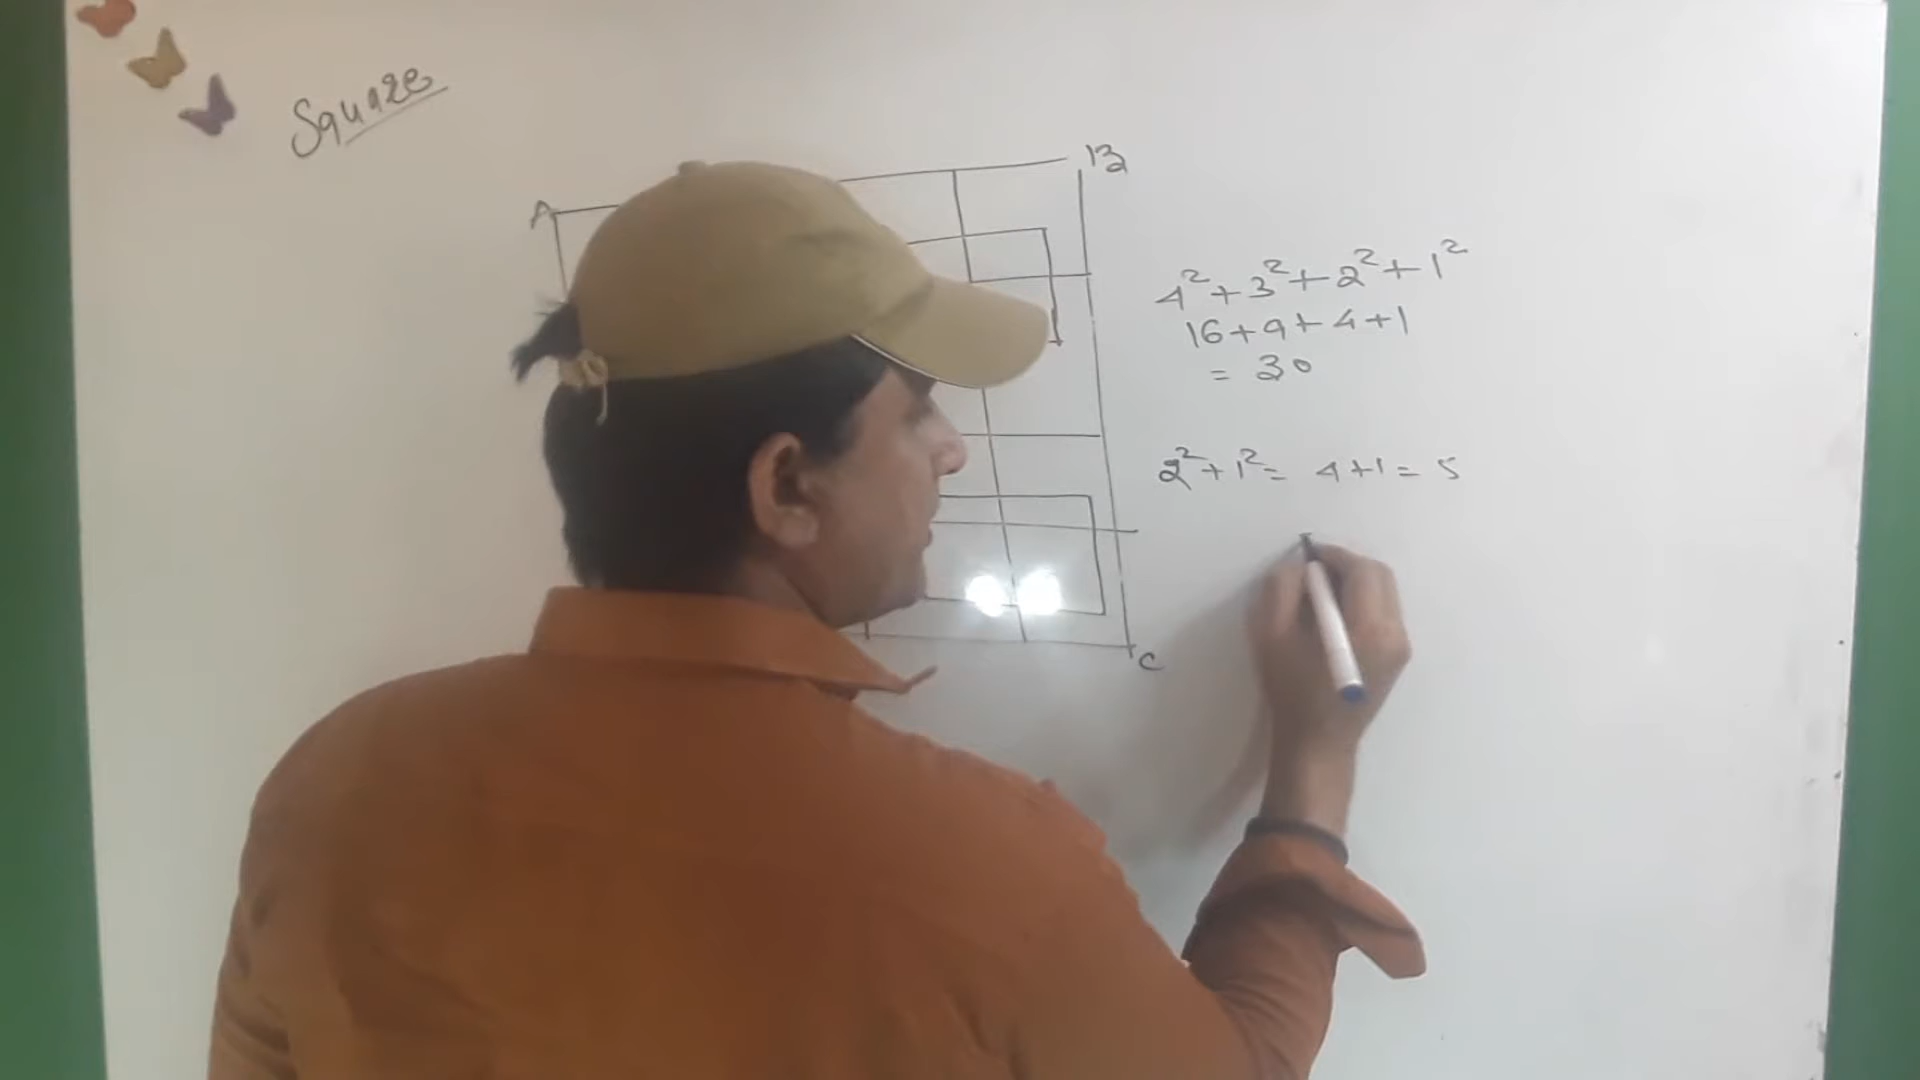 Square
A
B
4²+3²+2²+1²
16+9+4+1
= 30
2²+1²= 4+1= 5
C